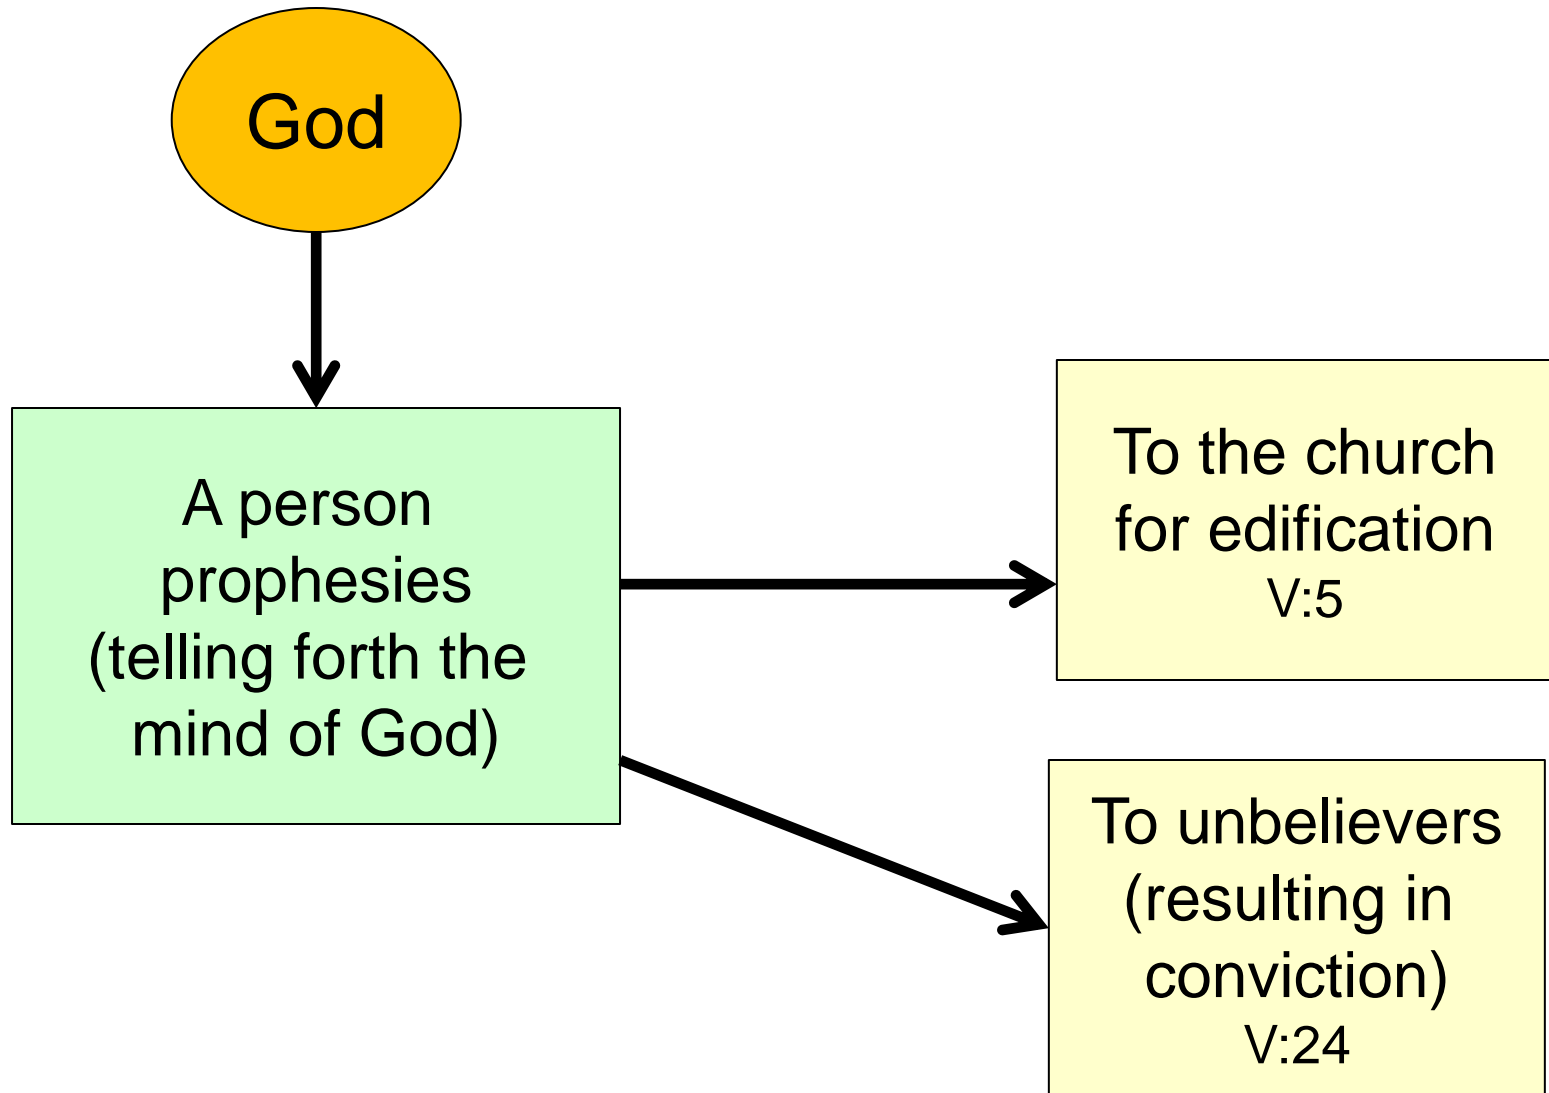 God
A person
prophesies
(telling forth the
mind of God)
To the church
for edification
V:5
To unbelievers
(resulting in
conviction)
V:24